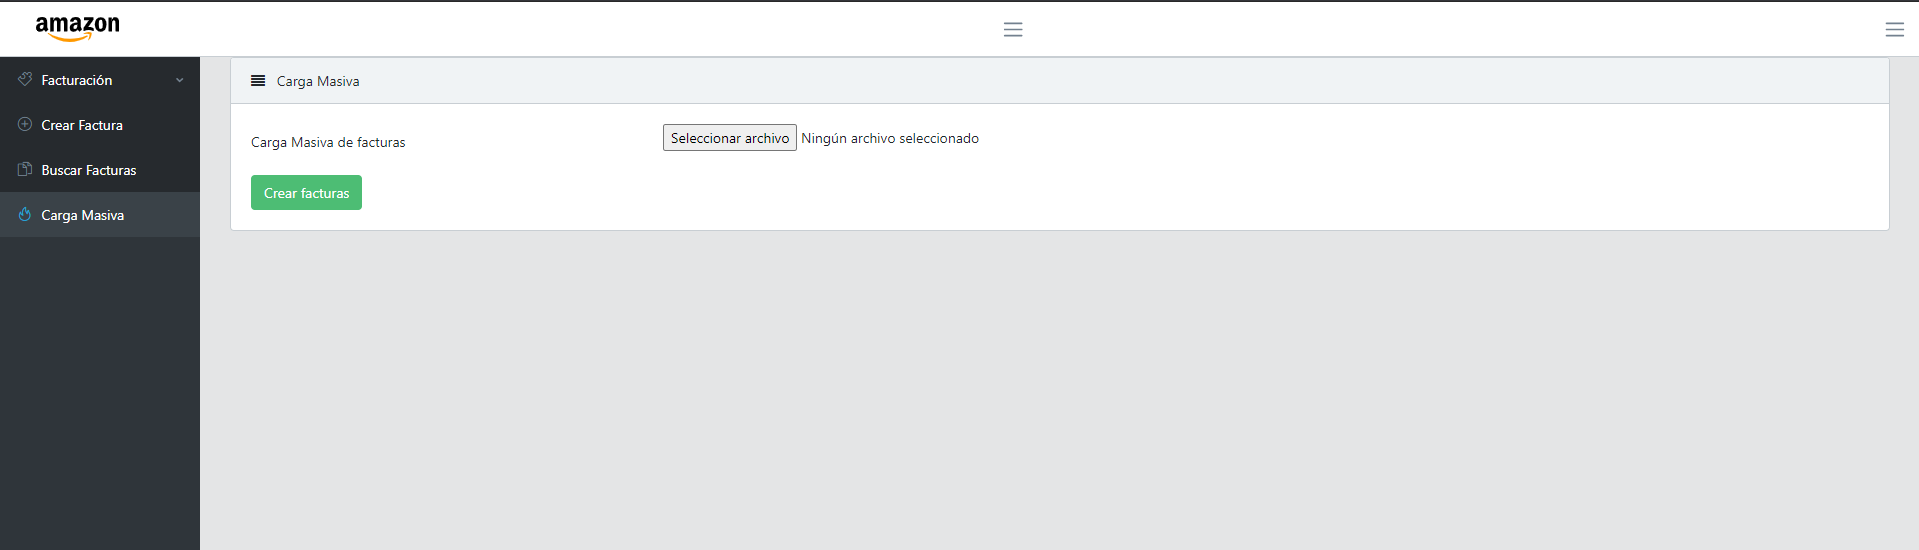 amazon
Facturación
Crear Factura
Buscar Facturas
Carga Masiva
Carga Masiva
Carga Masiva de facturas
Seleccionar archivo Ningún archivo seleccionado
Crear facturas